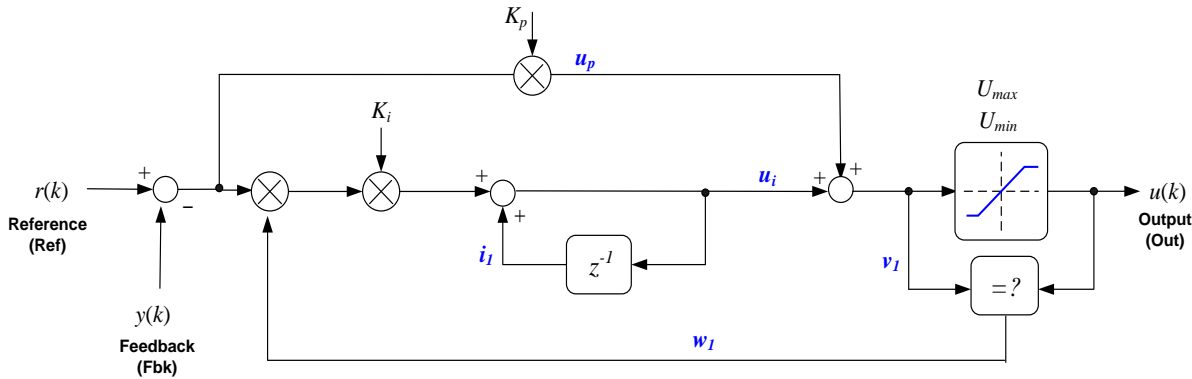 K_p
u_p
K_i
U_max
U_min
+
r(k)
Reference
(Ref)
−
+
+
u_i
+
+
u(k)
Output
(Out)
i_1
z^-1
v_1
=?
y(k)
Feedback
(Fbk)
w_1